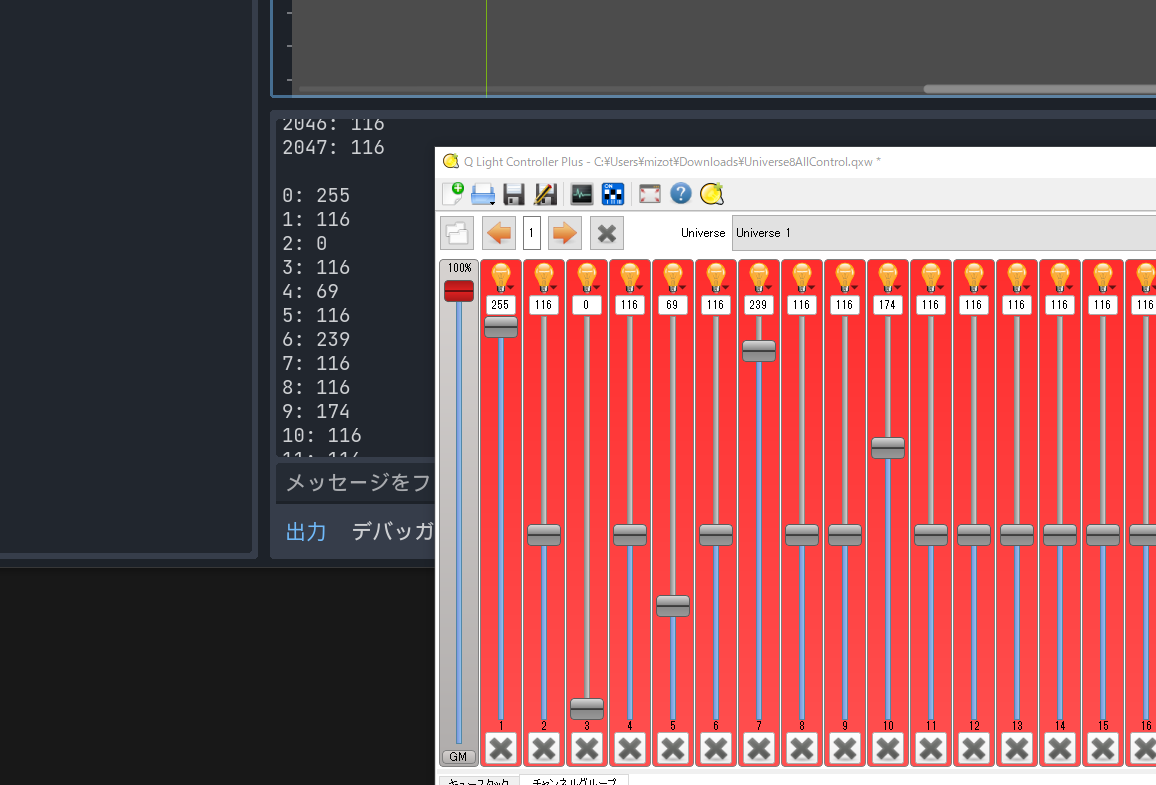 2046: 116
2047: 116
0: 255
1: 116
2: 0
3: 116
4: 69
5: 116
6: 239
7: 116
8: 116
9: 174
10: 116
11: 116
メッセージをフ
出力 デバッガ
Q Light Controller Plus - C:¥Users¥mizot¥Downloads¥Universe8AllControl.qxw *
ON
1 Universe Universe 1
100%
255 116 0 116 69 116 239 116 116 174 116 116 116 116 116 116
1 2 3 4 5 6 7 8 9 10 11 12 13 14 15 16
GM
キュースタック チャンネルグループ